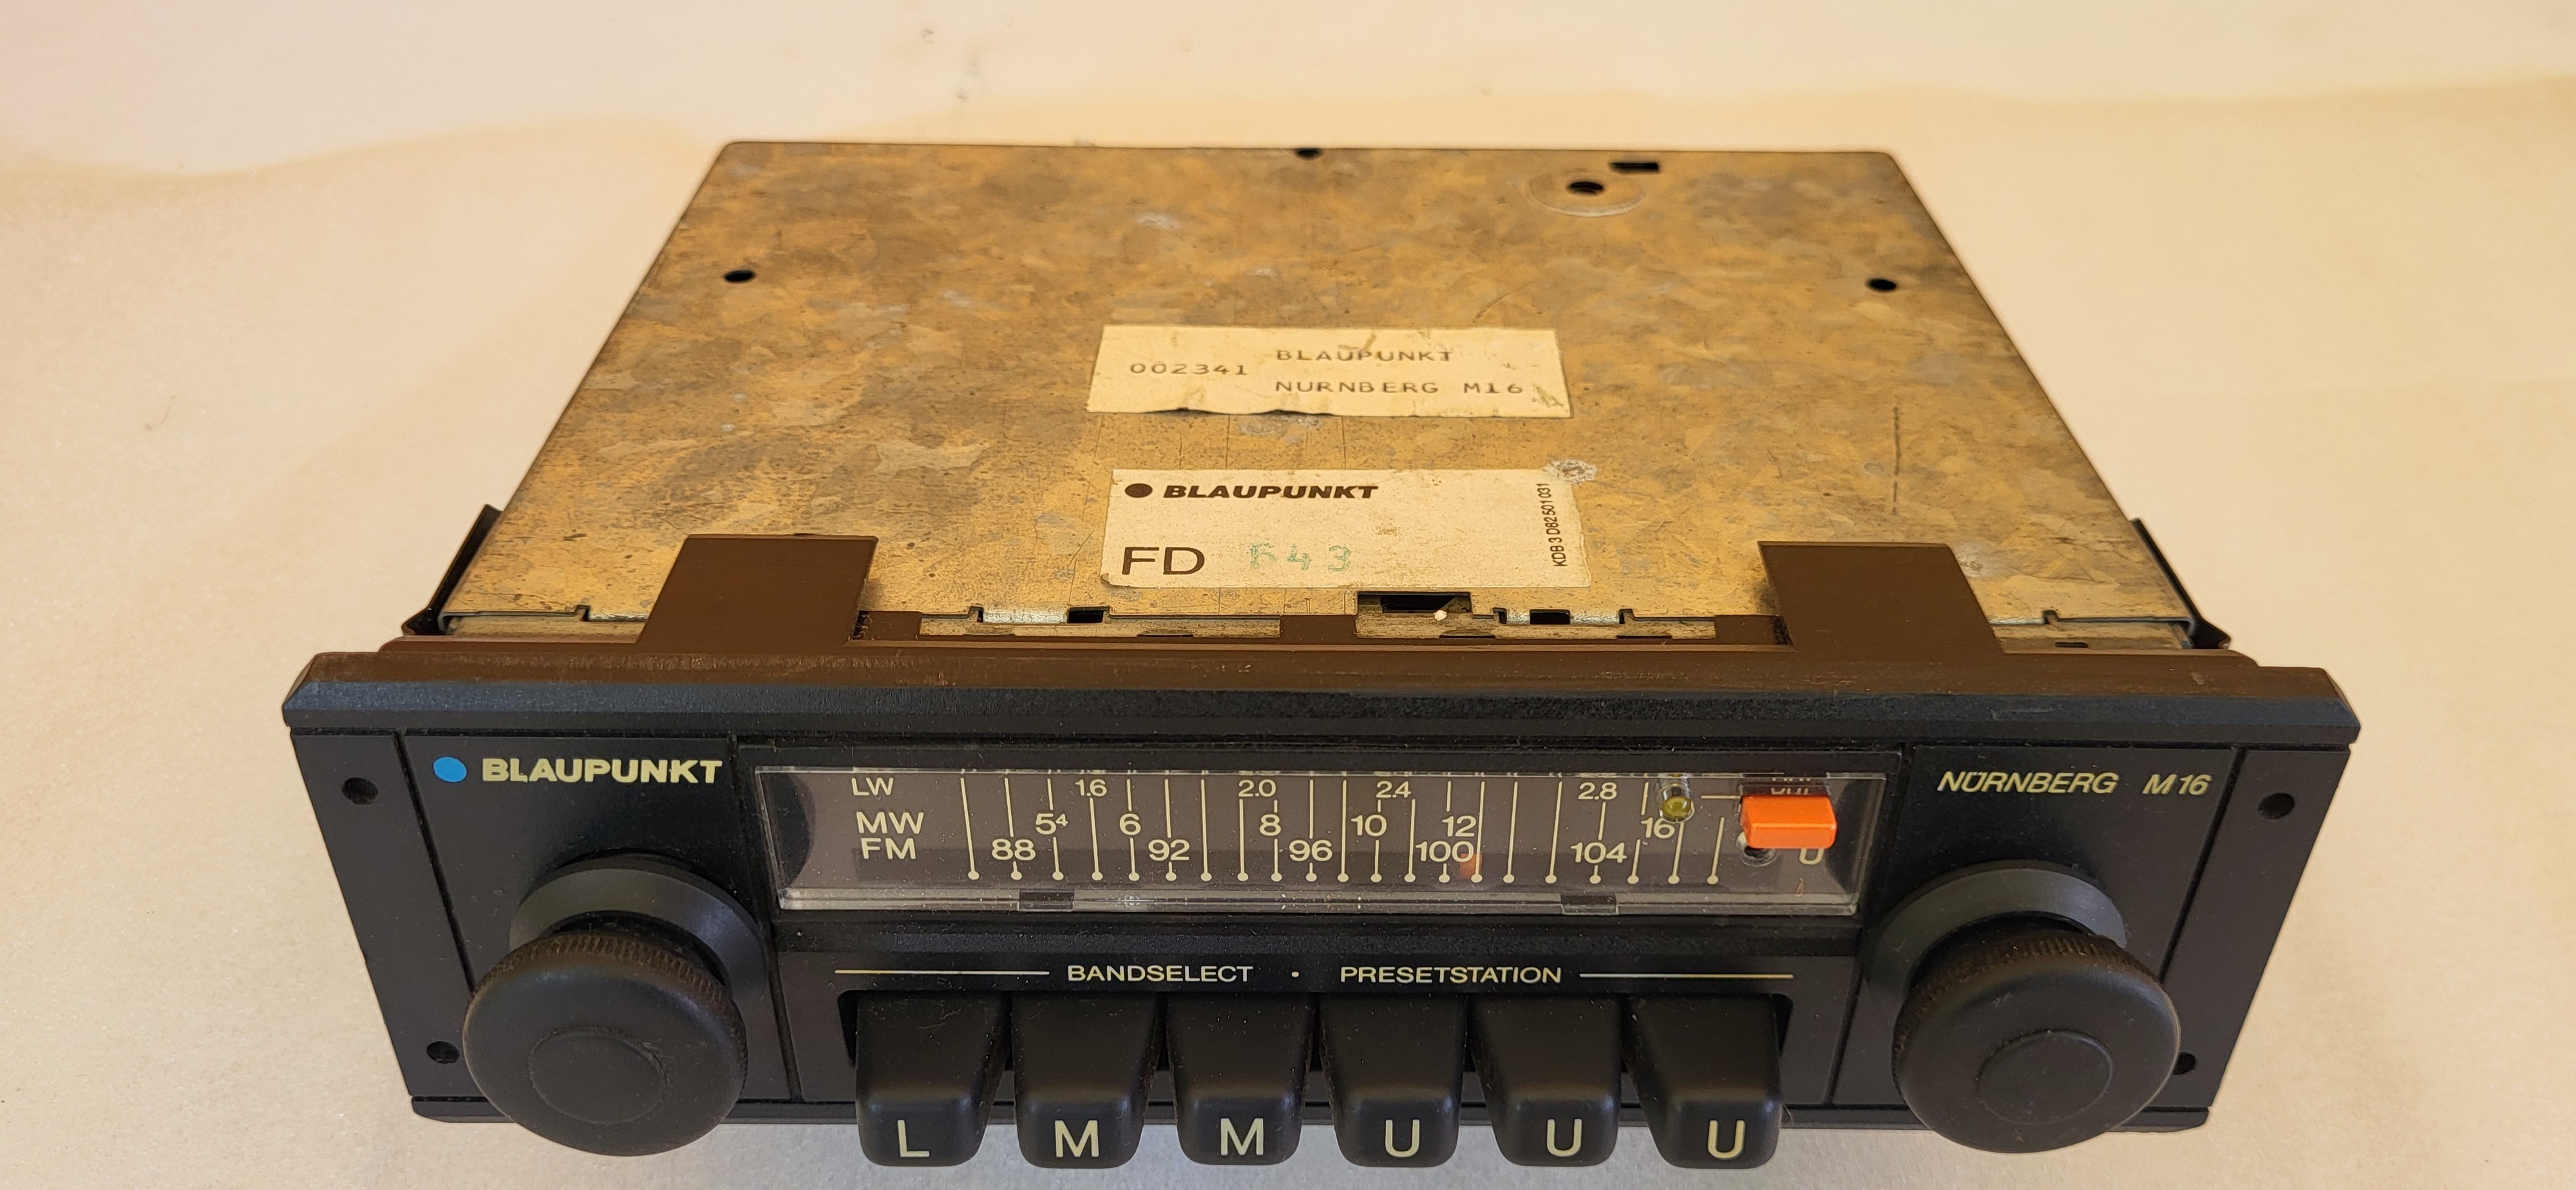 BLAUPUNKT
002341
NURNBERG M16
● BLAUPUNKT
KDB 3 D82 501 031
FD F43
BLAUPUNKT
NÜRNBERG M16
LW 1.6 2.0 2.4 2.8
MW 5⁴ 6 8 10 12 16
FM 88 92 96 100 104
U
BANDSELECT · PRESETSTATION
L M M U U U